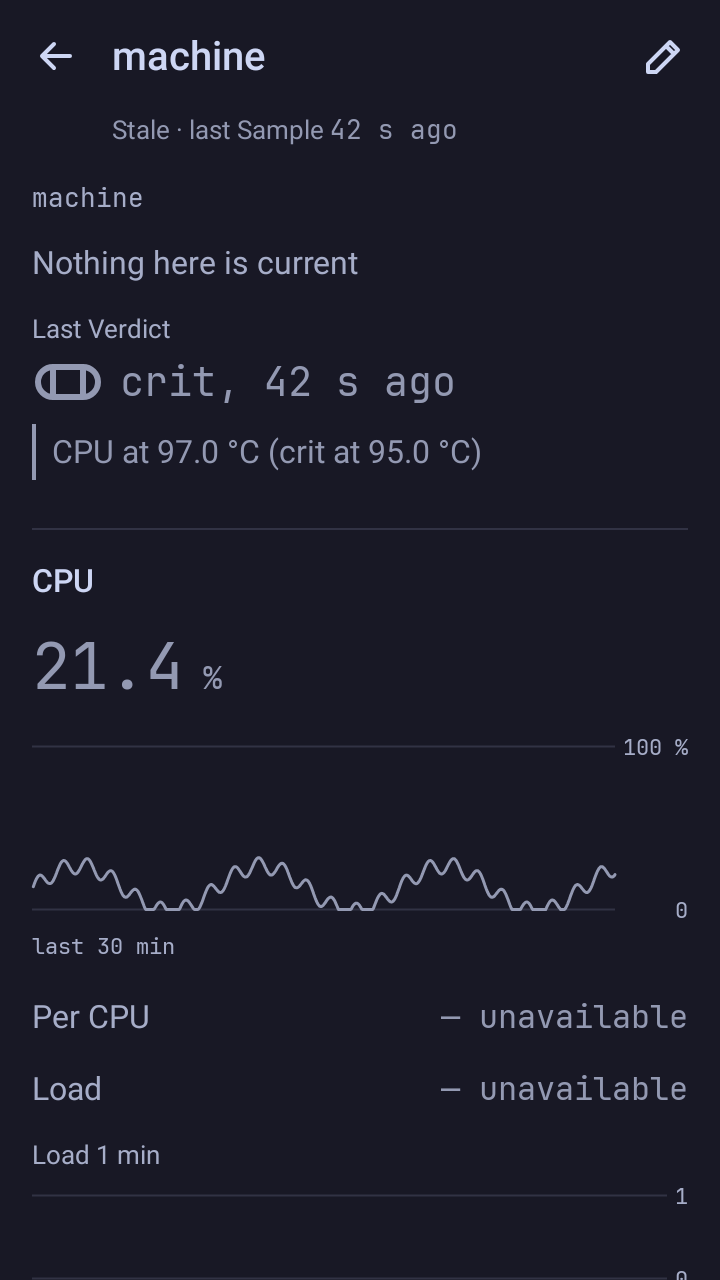 machine
Stale · last Sample 42 s ago
machine
Nothing here is current
Last Verdict
crit, 42 s ago
CPU at 97.0 °C (crit at 95.0 °C)
CPU
21.4 %
100 %
0
last 30 min
Per CPU — unavailable
Load — unavailable
Load 1 min
1
0